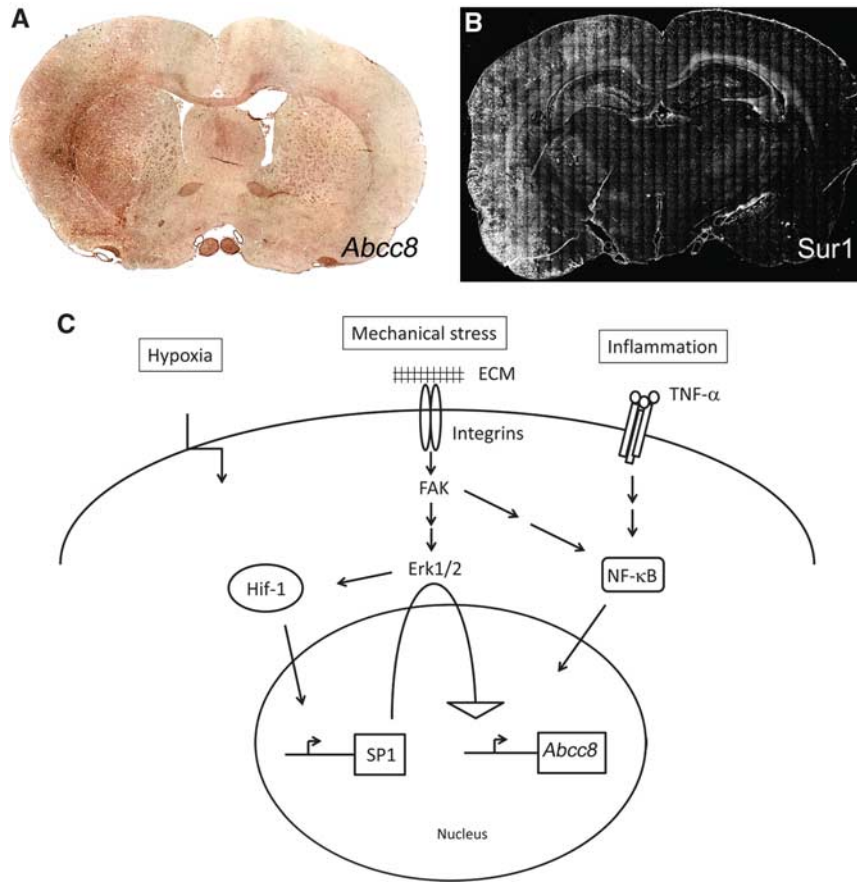 A
Abcc8
B
Sur1
C
Hypoxia
Mechanical stress
Inflammation
ECM
TNF-α
Integrins
FAK
Erk1/2
Hif-1
NF-κB
SP1
Abcc8
Nucleus